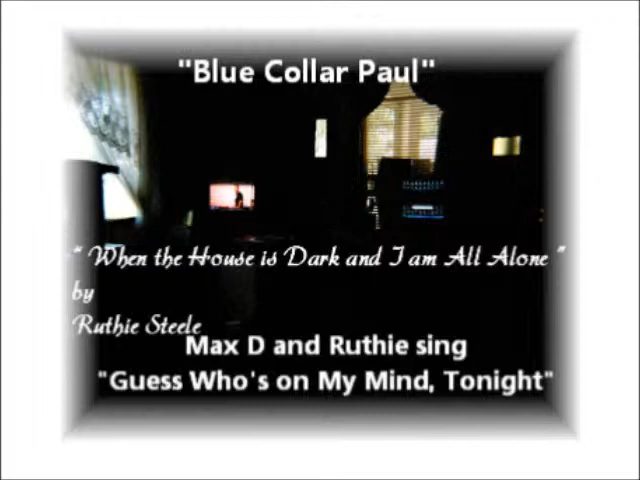 "Blue Collar Paul"
" When the House is Dark and I am All Alone "
by
Ruthie Steele
Max D and Ruthie sing
"Guess Who's on My Mind, Tonight"